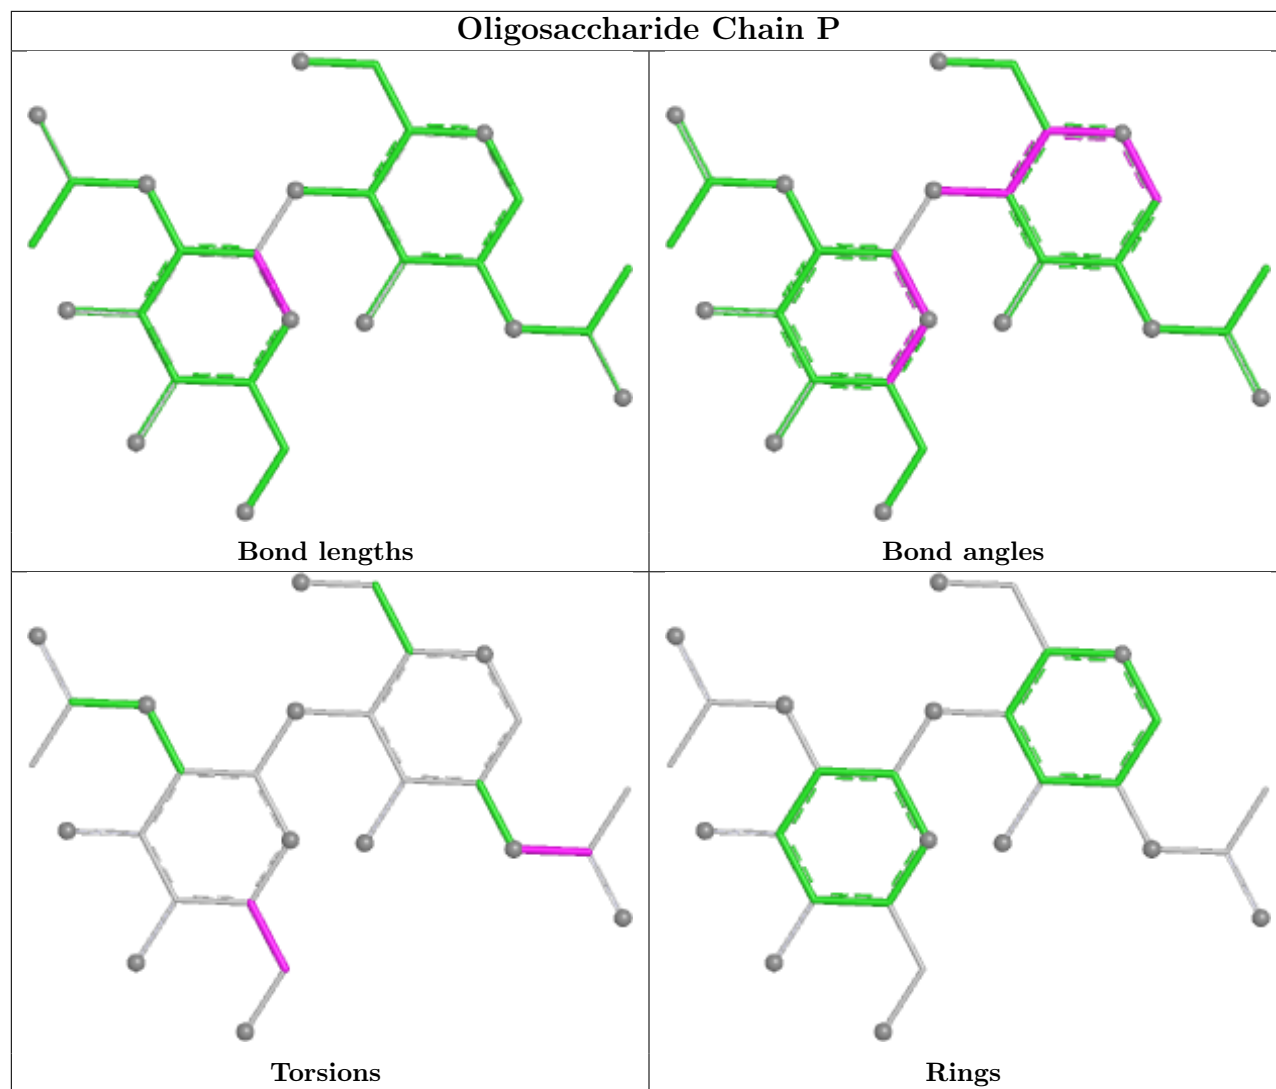 Oligosaccharide Chain P
Bond lengths
Bond angles
Torsions
Rings